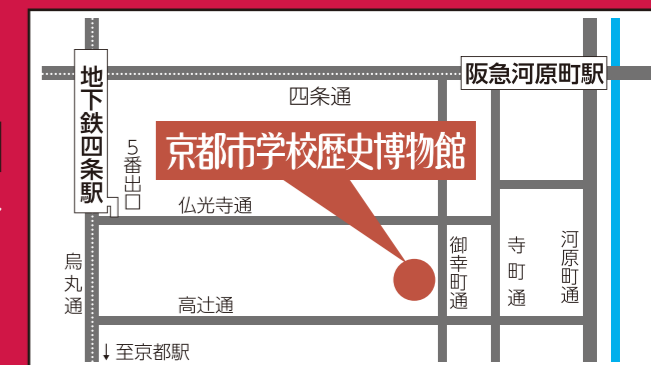 阪急河原町駅
四条通
地下鉄四条駅
5番出口
京都市学校歴史博物館
仏光寺通
御幸町通
寺町通
河原町通
烏丸通
高辻通
↓至京都駅